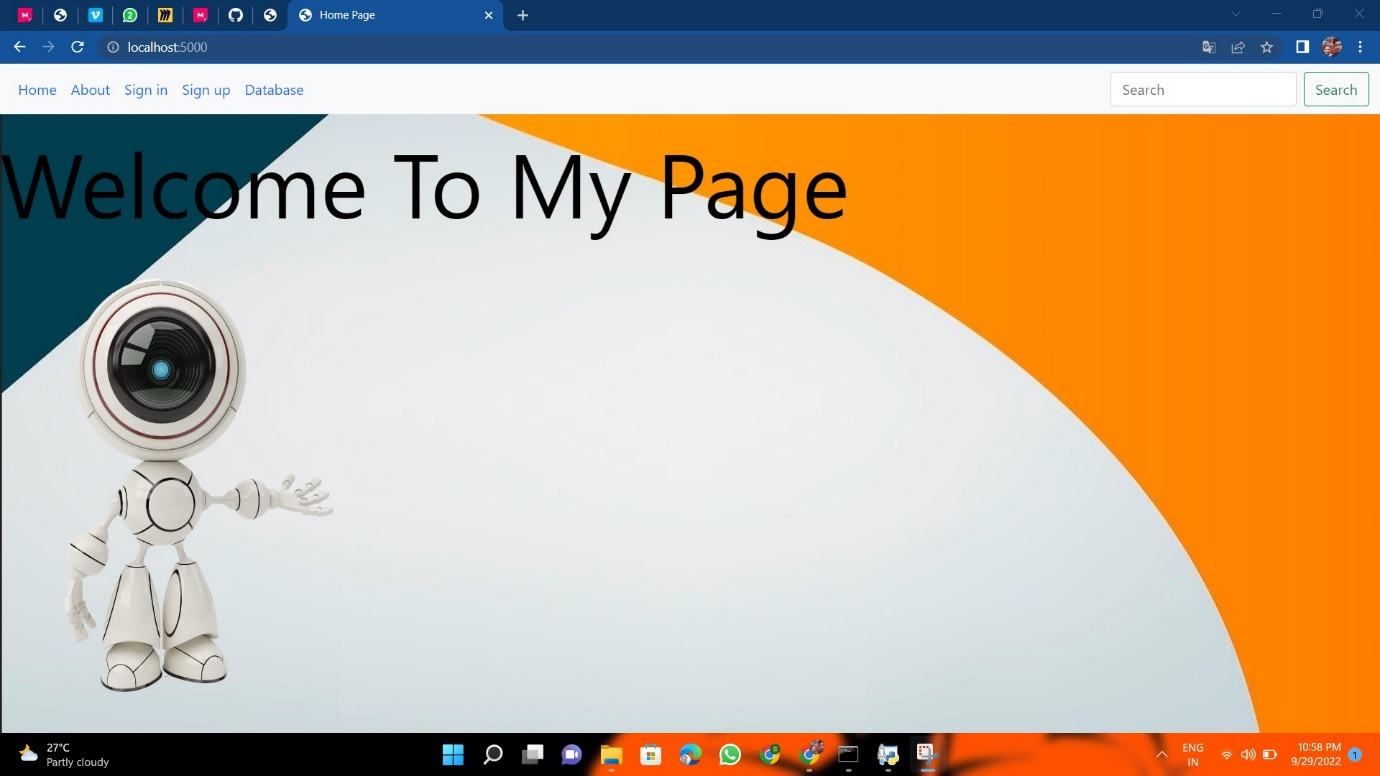 Home Page
localhost:5000
Home About Sign in Sign up Database Search Search
Welcome To My Page
27°C
Partly cloudy
ENG
IN
10:58 PM
9/29/2022
1